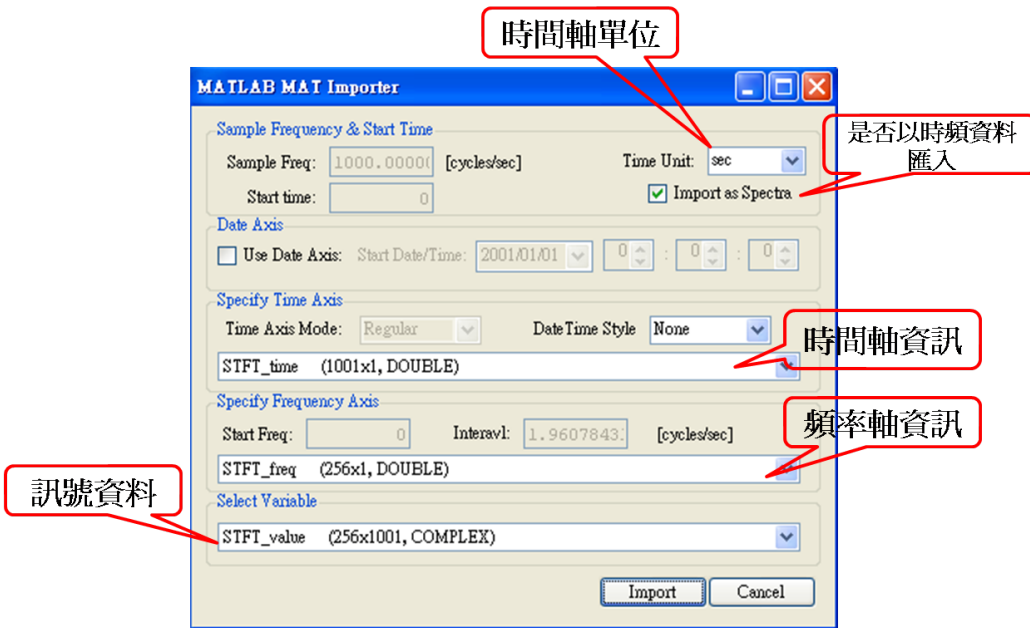 時間軸單位
MATLAB MAT Importer
Sample Frequency & Start Time
Sample Freq: 1000.0000( [cycles/sec] Time Unit: sec
是否以時頻資料
匯入
Start time: 0 Import as Spectra
Date Axis
Use Date Axis: Start Date/Time: 2001/01/01 0 : 0 : 0
Specify Time Axis
Time Axis Mode: Regular DateTime Style None
時間軸資訊
STFT_time (1001x1, DOUBLE)
Specify Frequency Axis
Start Freq: 0 Interavl: 1.96078431 [cycles/sec]
頻率軸資訊
STFT_freq (256x1, DOUBLE)
訊號資料
Select Variable
STFT_value (256x1001, COMPLEX)
Import Cancel